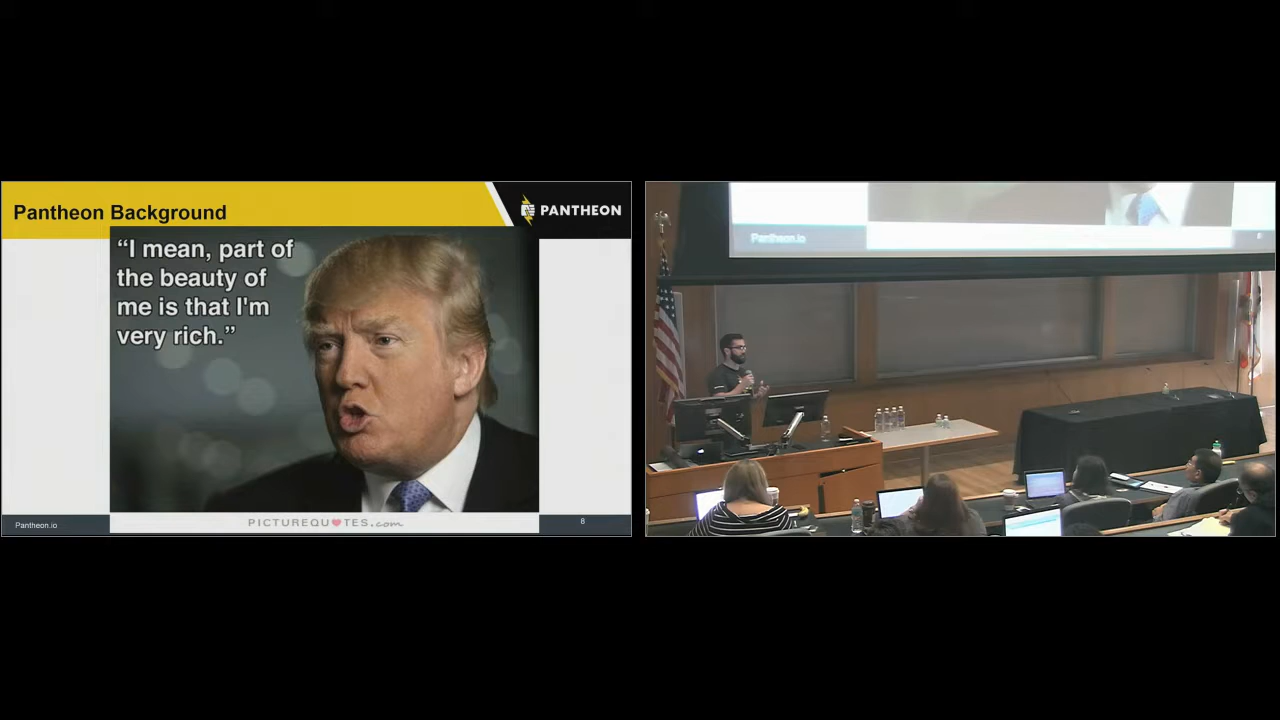 Pantheon Background
PANTHEON
“I mean, part of
the beauty of
me is that I'm
very rich.”
PICTUREQUOTES.com
Pantheon.io
8
Pantheon.io